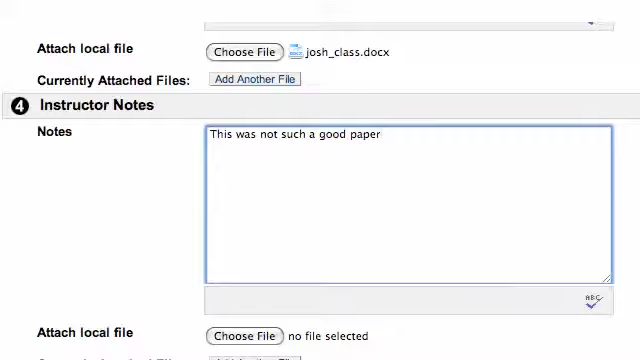 Attach local file Choose File josh_class.docx
Currently Attached Files: Add Another File
4 Instructor Notes
Notes This was not such a good paper
ABC
Attach local file Choose File no file selected